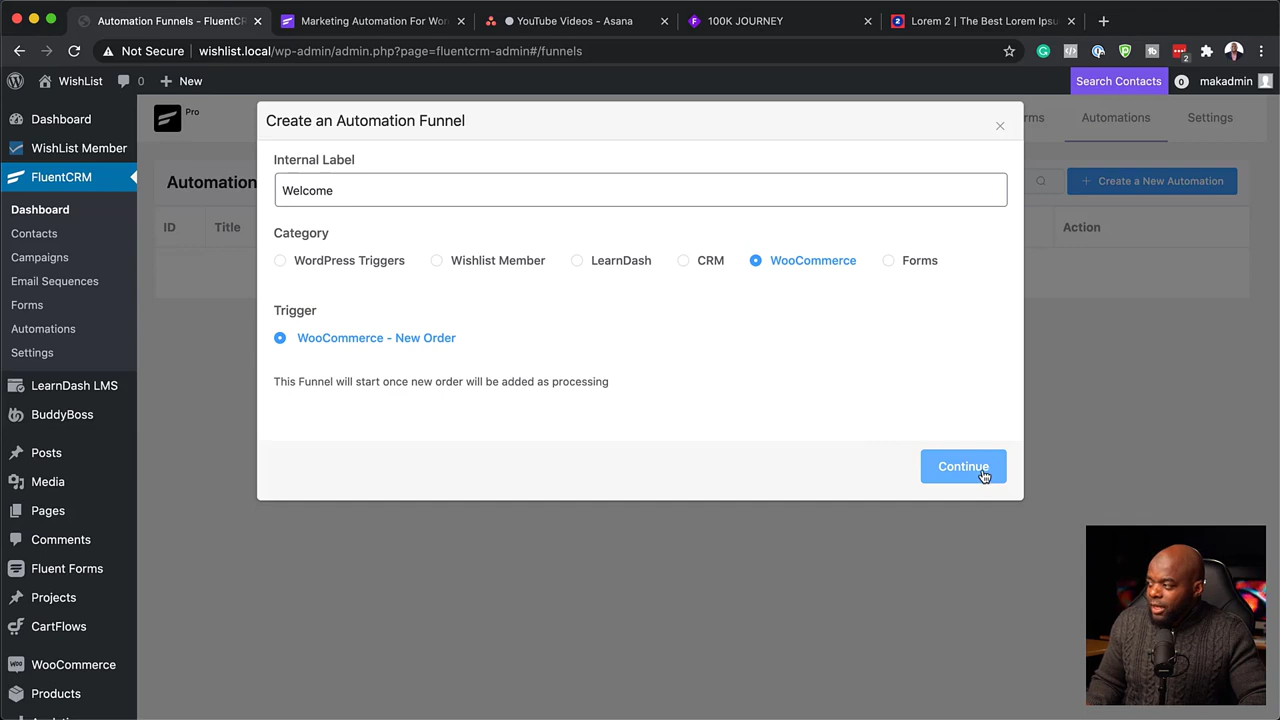 Automation Funnels - FluentCR
Marketing Automation For Wor
YouTube Videos - Asana
100K JOURNEY
Lorem 2 | The Best Lorem Ipsu
Not Secure
wishlist.local/wp-admin/admin.php?page=fluentcrm-admin#/funnels
2
WishList
0
New
Search Contacts
0
makadmin
Dashboard
WishList Member
FluentCRM
Dashboard
Contacts
Campaigns
Email Sequences
Forms
Automations
Settings
LearnDash LMS
BuddyBoss
Posts
Media
Pages
Comments
Fluent Forms
Projects
CartFlows
WooCommerce
Products
Pro
rms
Automations
Settings
Automation
Create a New Automation
ID
Title
Action
Create an Automation Funnel
Internal Label
Welcome
Category
WordPress Triggers
Wishlist Member
LearnDash
CRM
WooCommerce
Forms
Trigger
WooCommerce - New Order
This Funnel will start once new order will be added as processing
Continue